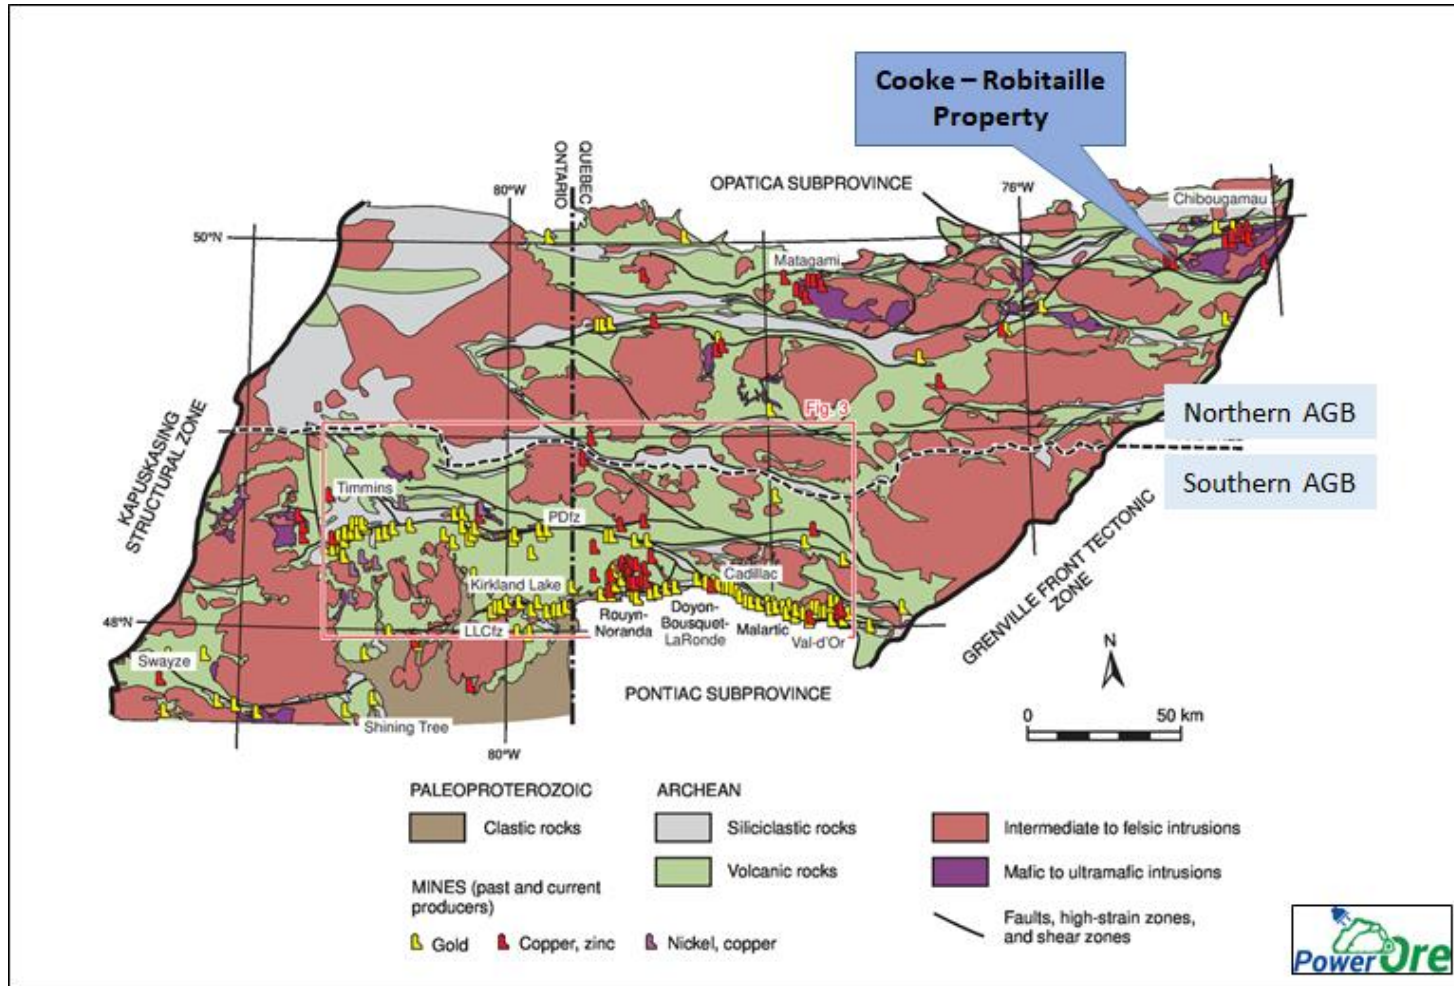 Cooke – Robitaille
Property
QUEBEC
ONTARIO
80°W
OPATICA SUBPROVINCE
76°W
Chibougamau
50°N
Matagami
Fig. 3
Northern AGB
Southern AGB
KAPUSKASING
STRUCTURAL ZONE
Timmins
PDfz
Kirkland Lake
Cadillac
GRENVILLE FRONT TECTONIC
ZONE
48°N
LLCfz
Rouyn-
Noranda
Doyon-
Bousquet-
LaRonde
Malartic
Val-d'Or
Swayze
PONTIAC SUBPROVINCE
N
Shining Tree
0 50 km
80°W
PALEOPROTEROZOIC
Clastic rocks
ARCHEAN
Siliciclastic rocks
Volcanic rocks
Intermediate to felsic intrusions
Mafic to ultramafic intrusions
Faults, high-strain zones,
and shear zones
MINES (past and current
producers)
Gold
Copper, zinc
Nickel, copper
Power Ore